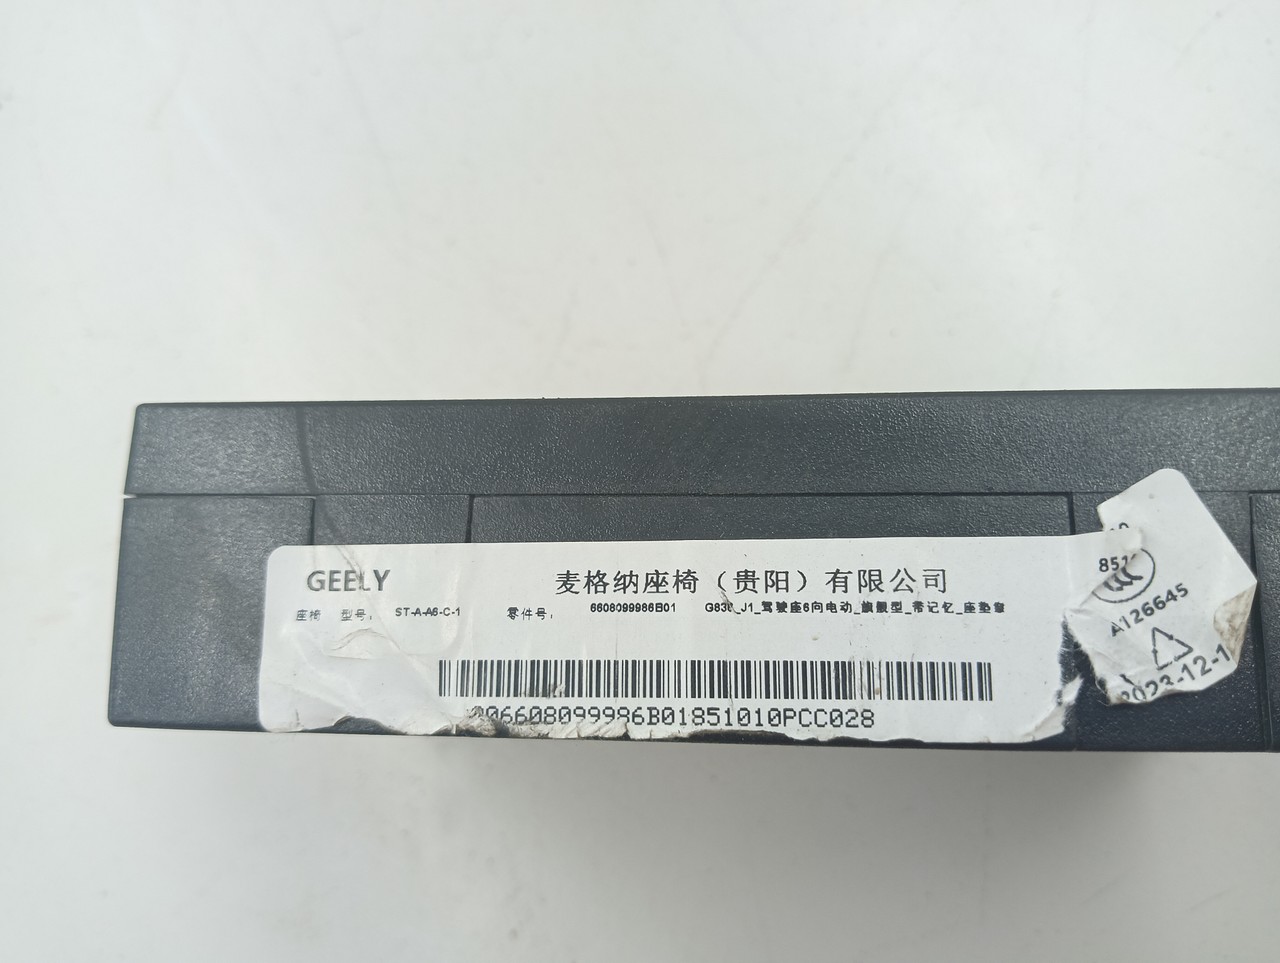 GEELY
麦格纳座椅（贵阳）有限公司
座椅 型号： ST-A-A6-C-1 零件号： 6608099986B01 G636_J1_驾驶座6向电动_旗舰型_带记忆_座垫章
006608099986B01851010PCC028
851
A126645
2023-12-1